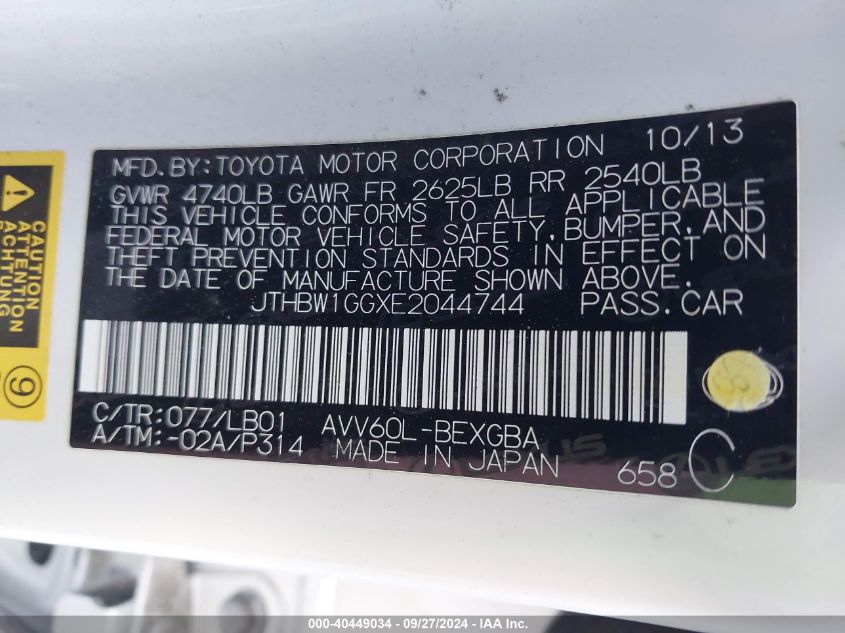 MFD. BY: TOYOTA MOTOR CORPORATION 10/13
GVWR 4740LB GAWR FR 2625LB RR 2540LB
THIS VEHICLE CONFORMS TO ALL APPLICABLE
FEDERAL MOTOR VEHICLE SAFETY, BUMPER, AND
THEFT PREVENTION STANDARDS IN EFFECT ON
THE DATE OF MANUFACTURE SHOWN ABOVE.
JTHBW1GGXE2044744 PASS. CAR
C/TR: 077/LB01 AVV60L-BEXGBA
A/TM: -02A/P314 MADE IN JAPAN 658 C
CAUTION
ATTENTION
ACHTUNG
9
000-40449034 - 09/27/2024 - IAA Inc.